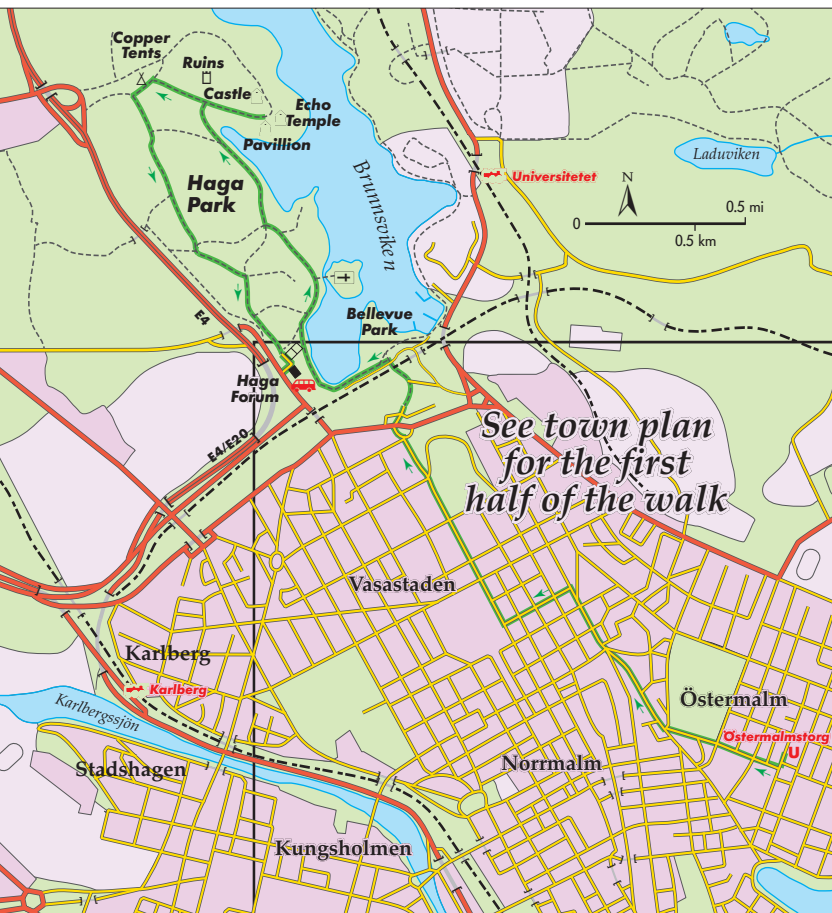 Copper
Tents
Ruins
Castle
Echo
Temple
Pavillion
Haga
Park
Brunnsviken
Universitetet
Laduviken
N
0
0.5 mi
0.5 km
Bellevue
Park
E4
Haga
Forum
E4/E20
See town plan
for the first
half of the walk
Vasastaden
Karlberg
Karlberg
Karlbergssjön
Östermalm
Östermalmstorg
U
Stadshagen
Norrmalm
Kungsholmen